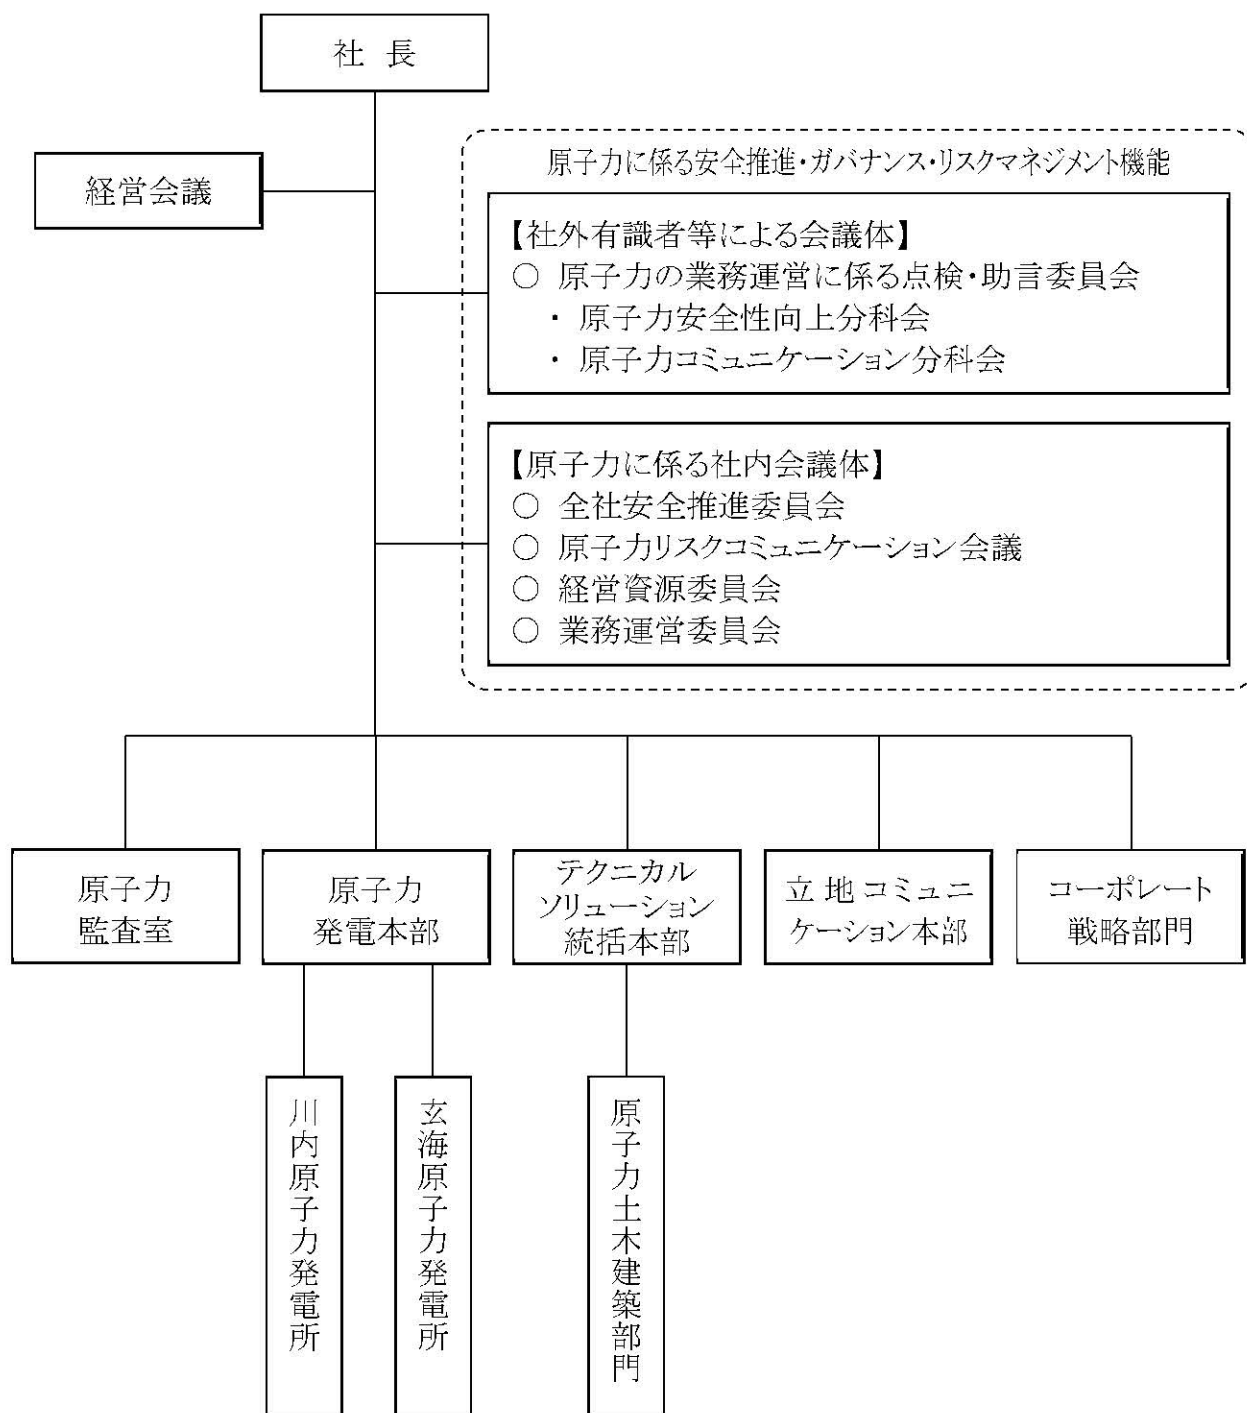 社 長
経営会議
原子力に係る安全推進・ガバナンス・リスクマネジメント機能
【社外有識者等による会議体】
○ 原子力の業務運営に係る点検・助言委員会
・ 原子力安全性向上分科会
・ 原子力コミュニケーション分科会
【原子力に係る社内会議体】
○ 全社安全推進委員会
○ 原子力リスクコミュニケーション会議
○ 経営資源委員会
○ 業務運営委員会
原子力
監査室
原子力
発電本部
テクニカル
ソリューション
統括本部
立地コミュニ
ケーション本部
コーポレート
戦略部門
川内原子力発電所
玄海原子力発電所
原子力土木建築部門